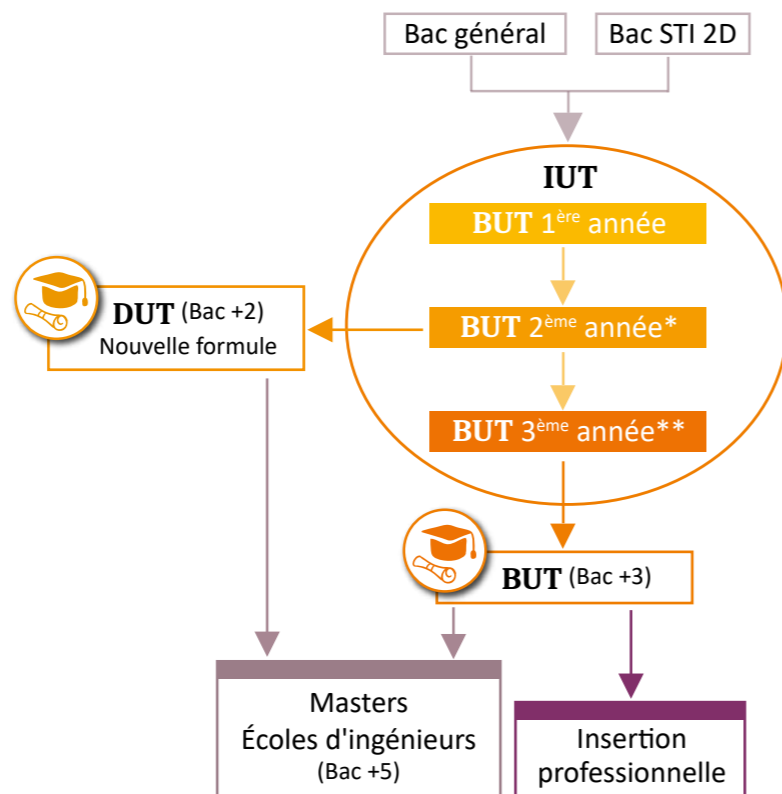 Bac général
Bac STI 2D
IUT
BUT 1ère année
DUT (Bac +2)
Nouvelle formule
BUT 2ème année*
BUT 3ème année**
BUT (Bac +3)
Masters
École​s d'ingénieurs
(Bac +5)
Insertion
professionnelle